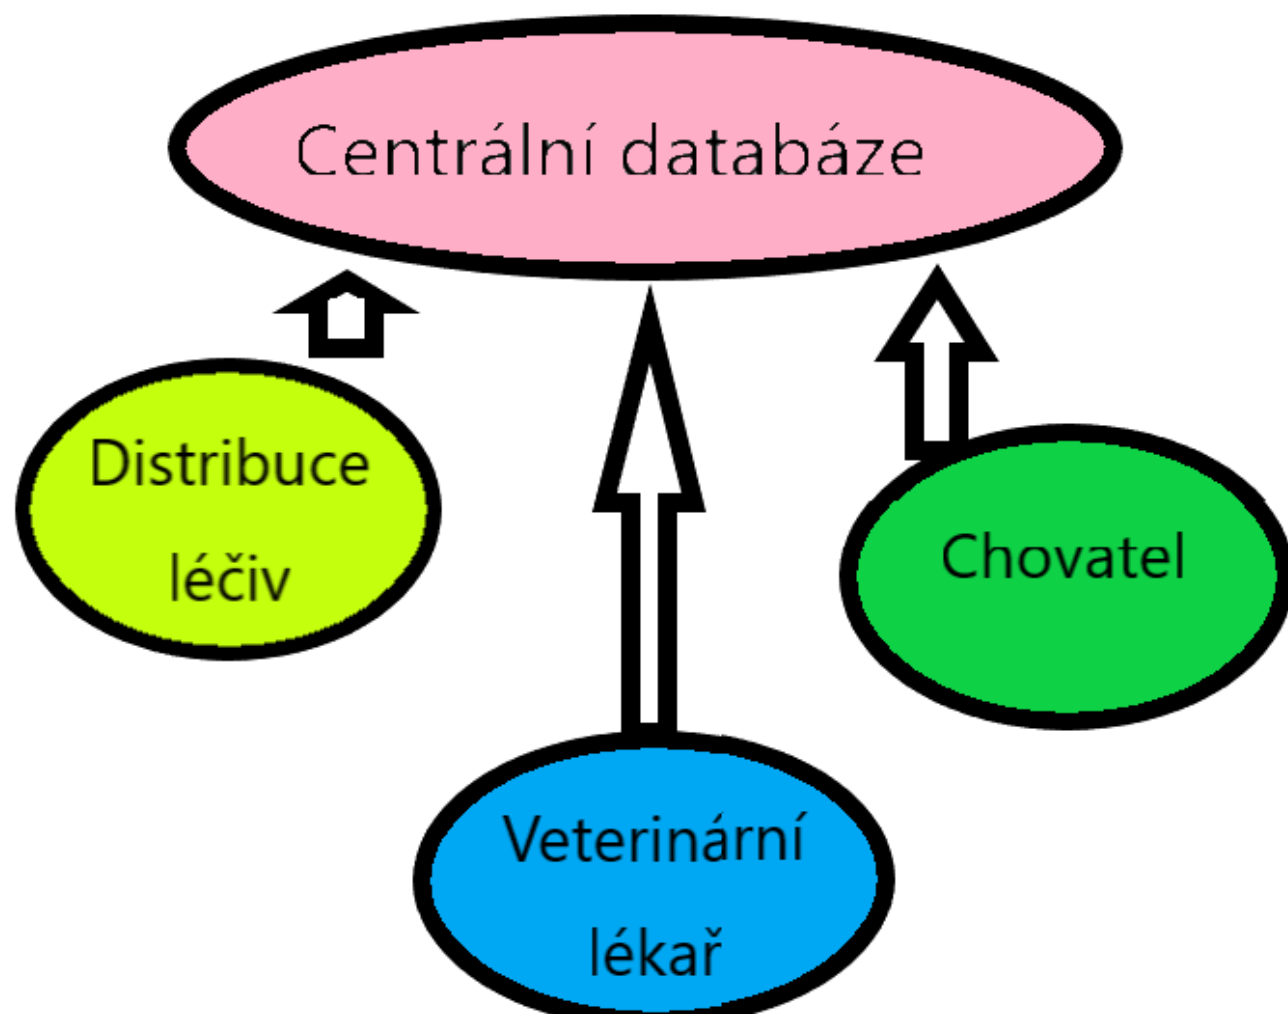 Centrální databáze
Distribuce
léčiv
Chovatel
Veterinární
lékař